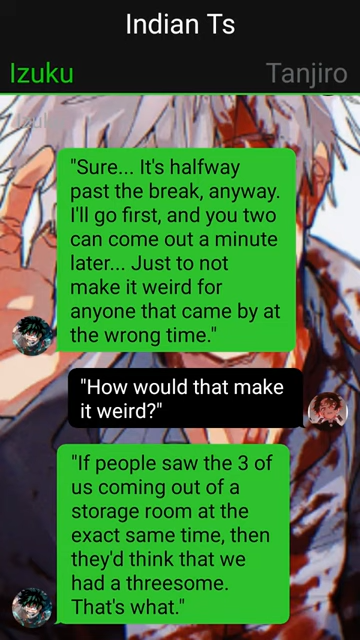 Indian Ts
Izuku
Tanjiro
"Sure... It's halfway
past the break, anyway.
I'll go first, and you two
can come out a minute
later... Just to not
make it weird for
anyone that came by at
the wrong time."
"How would that make
it weird?"
"If people saw the 3 of
us coming out of a
storage room at the
exact same time, then
they'd think that we
had a threesome.
That's what."